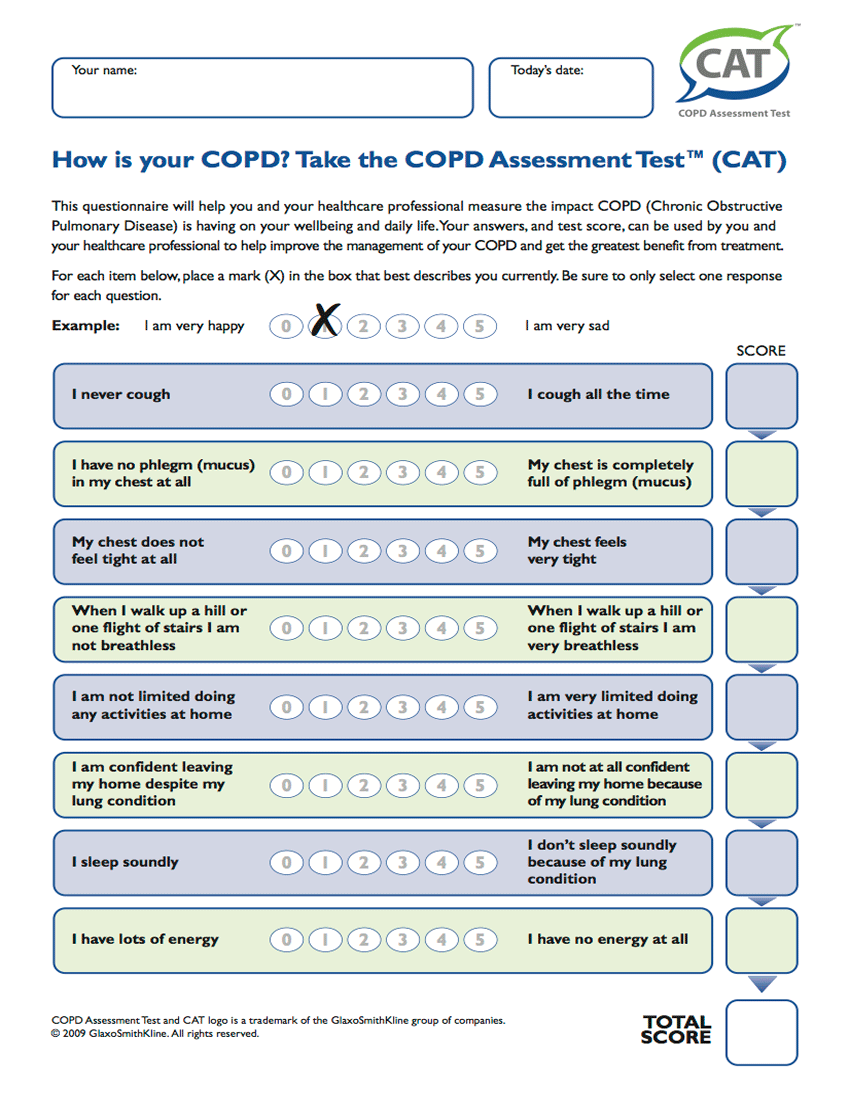 Your name:
Today's date:
CAT
™
COPD Assessment Test
How is your COPD? Take the COPD Assessment Test™ (CAT)
This questionnaire will help you and your healthcare professional measure the impact COPD (Chronic Obstructive
Pulmonary Disease) is having on your wellbeing and daily life. Your answers, and test score, can be used by you and
your healthcare professional to help improve the management of your COPD and get the greatest benefit from treatment.
For each item below, place a mark (X) in the box that best describes you currently. Be sure to only select one response
for each question.
Example: I am very happy 0 X 2 3 4 5 I am very sad
SCORE
I never cough 0 1 2 3 4 5 I cough all the time
I have no phlegm (mucus)
in my chest at all
0 1 2 3 4 5
My chest is completely
full of phlegm (mucus)
My chest does not
feel tight at all
0 1 2 3 4 5
My chest feels
very tight
When I walk up a hill or
one flight of stairs I am
not breathless
0 1 2 3 4 5
When I walk up a hill or
one flight of stairs I am
very breathless
I am not limited doing
any activities at home
0 1 2 3 4 5
I am very limited doing
activities at home
I am confident leaving
my home despite my
lung condition
0 1 2 3 4 5
I am not at all confident
leaving my home because
of my lung condition
I sleep soundly
0 1 2 3 4 5
I don't sleep soundly
because of my lung
condition
I have lots of energy 0 1 2 3 4 5 I have no energy at all
COPD Assessment Test and CAT logo is a trademark of the GlaxoSmithKline group of companies.
© 2009 GlaxoSmithKline. All rights reserved.
TOTAL
SCORE